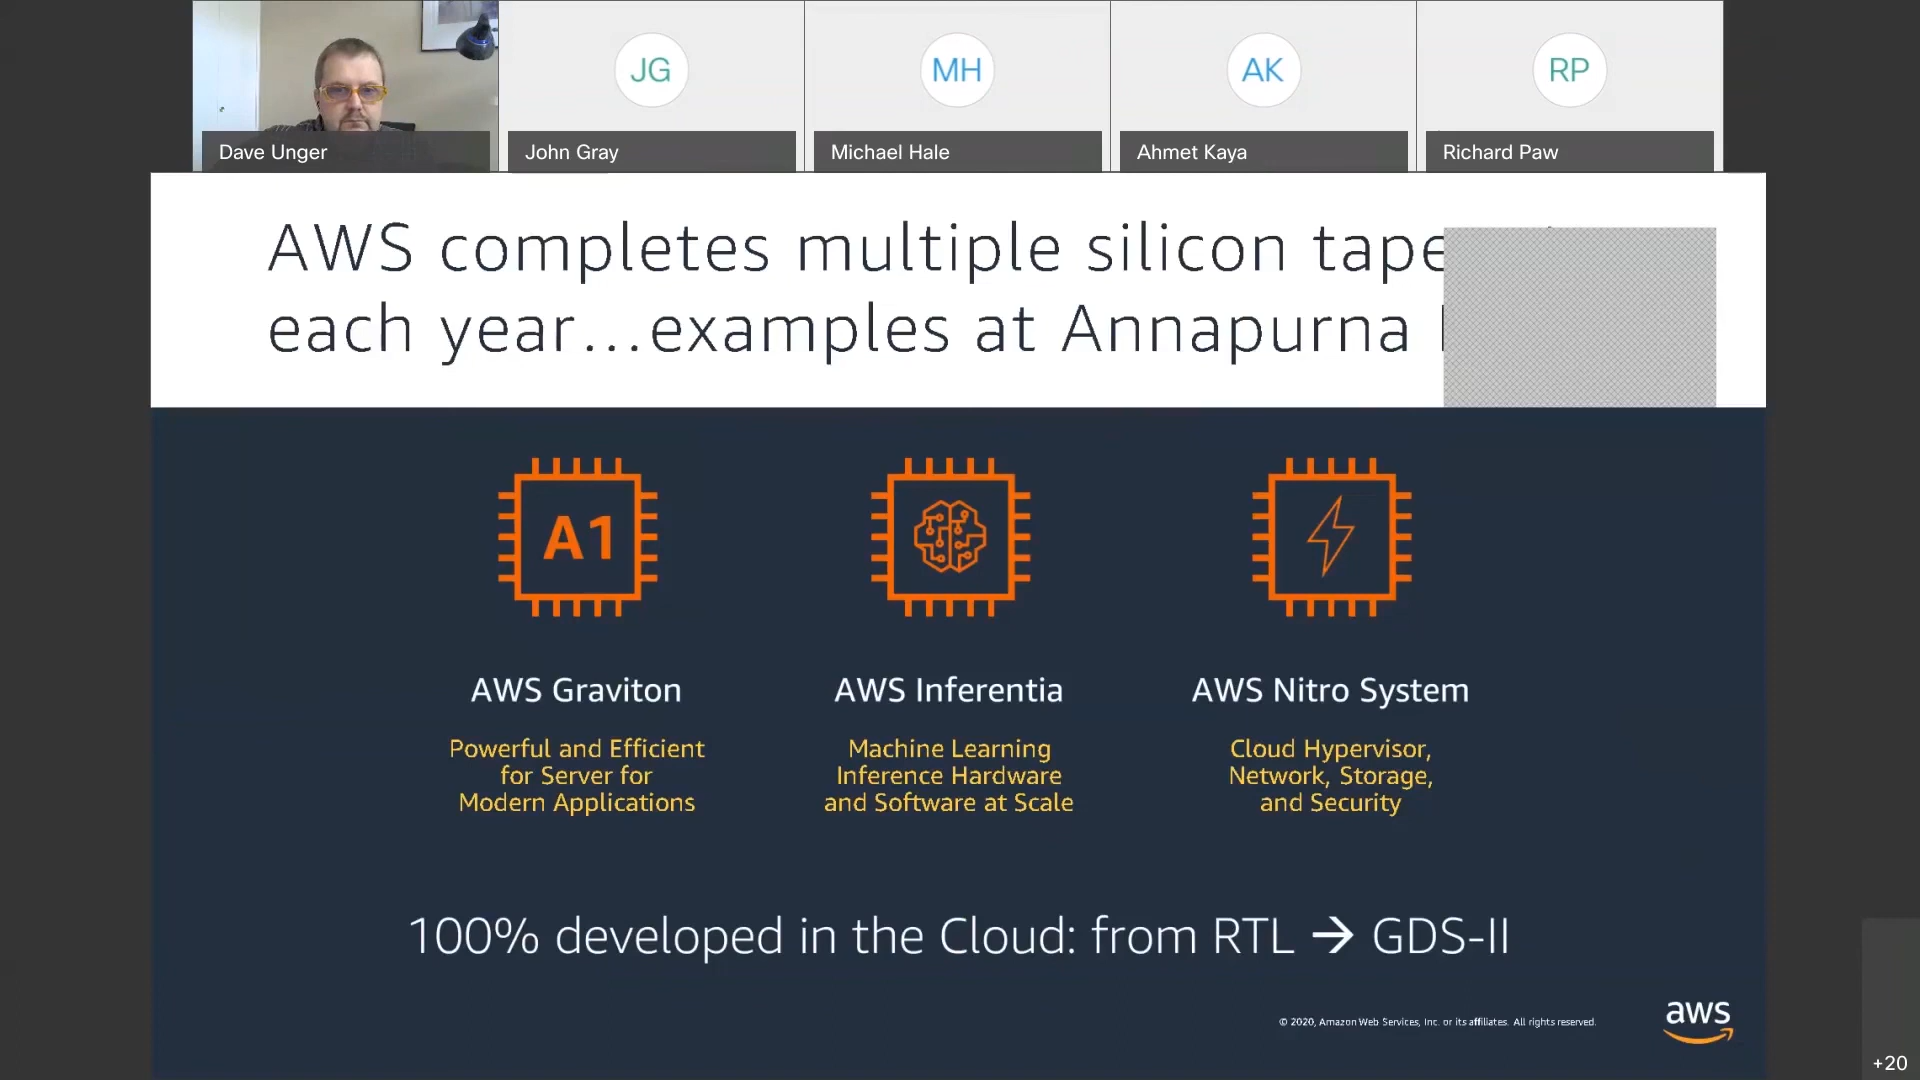 JG
MH
AK
RP
Dave Unger
John Gray
Michael Hale
Ahmet Kaya
Richard Paw
AWS completes multiple silicon tape
each year...examples at Annapurna
A1
AWS Graviton
AWS Inferentia
AWS Nitro System
Powerful and Efficient
for Server for
Modern Applications
Machine Learning
Inference Hardware
and Software at Scale
Cloud Hypervisor,
Network, Storage,
and Security
100% developed in the Cloud: from RTL → GDS-II
© 2020, Amazon Web Services, Inc. or its affiliates. All rights reserved.
aws
+20